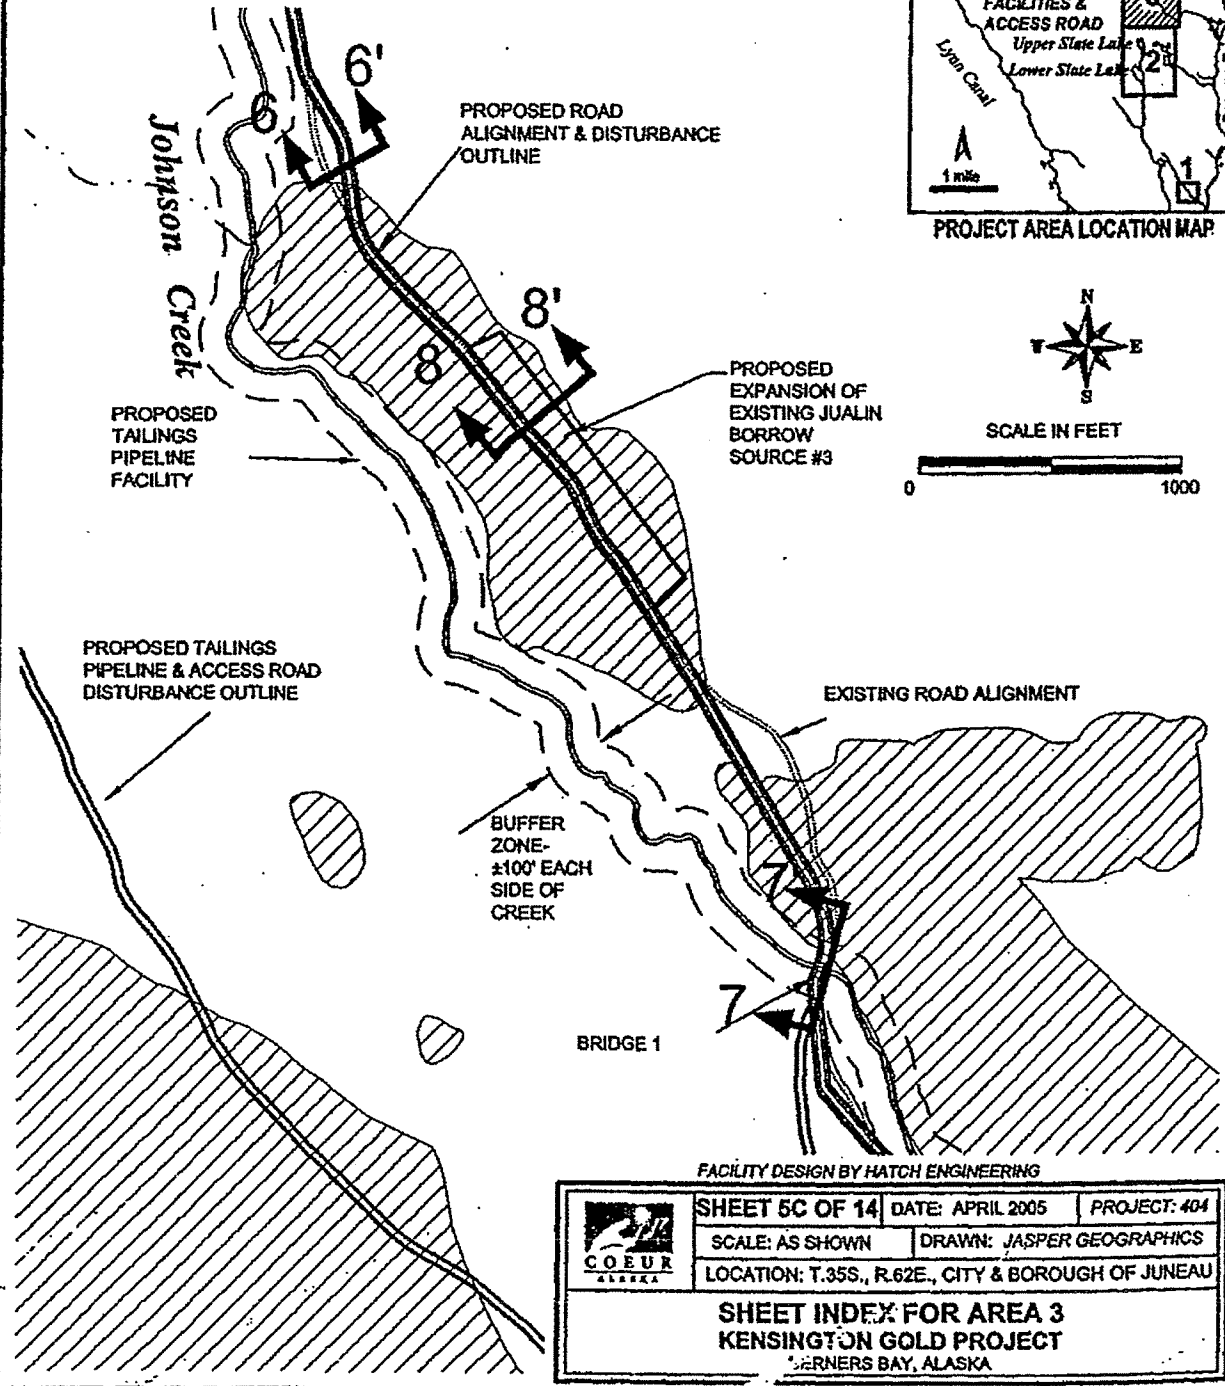 FACILITIES &
ACCESS ROAD
Upper Slate Lake
Lower Slate Lake
Lynn Canal
2
1 mile
1
PROJECT AREA LOCATION MAP
6'
6
PROPOSED ROAD
ALIGNMENT & DISTURBANCE
OUTLINE
Johnson Creek
8'
8
N
W
E
S
SCALE IN FEET
0
1000
PROPOSED
EXPANSION OF
EXISTING JUALIN
BORROW
SOURCE #3
PROPOSED
TAILINGS
PIPELINE
FACILITY
PROPOSED TAILINGS
PIPELINE & ACCESS ROAD
DISTURBANCE OUTLINE
EXISTING ROAD ALIGNMENT
BUFFER
ZONE-
±100' EACH
SIDE OF
CREEK
7
7
BRIDGE 1
FACILITY DESIGN BY HATCH ENGINEERING
COEUR
ALASKA
SHEET 5C OF 14
DATE: APRIL 2005
PROJECT: 404
SCALE: AS SHOWN
DRAWN: JASPER GEOGRAPHICS
LOCATION: T.35S., R.62E., CITY & BOROUGH OF JUNEAU
SHEET INDEX FOR AREA 3
KENSINGTON GOLD PROJECT
BERNERS BAY, ALASKA